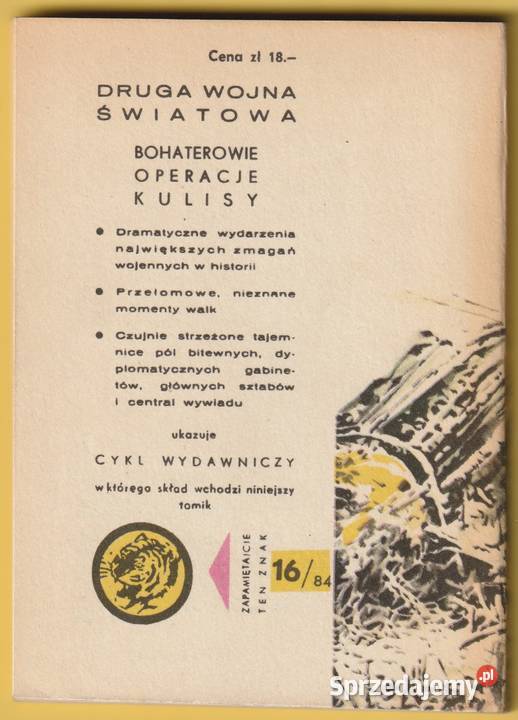 Cena zł 18.–
DRUGA WOJNA
ŚWIATOWA
BOHATEROWIE
OPERACJE
KULISY
● Dramatyczne wydarzenia
największych zmagań
wojennych w historii
● Przełomowe, nieznane
momenty walk
● Czujnie strzeżone tajem-
nice pól bitewnych, dy-
plomatycznych gabine-
tów, głównych sztabów
i central wywiadu
ukazuje
CYKL WYDAWNICZY
w którego skład wchodzi niniejszy
tomik
ZAPAMIĘTAJCIE
TEN ZNAK
16/84
Sprzedajemy.pl